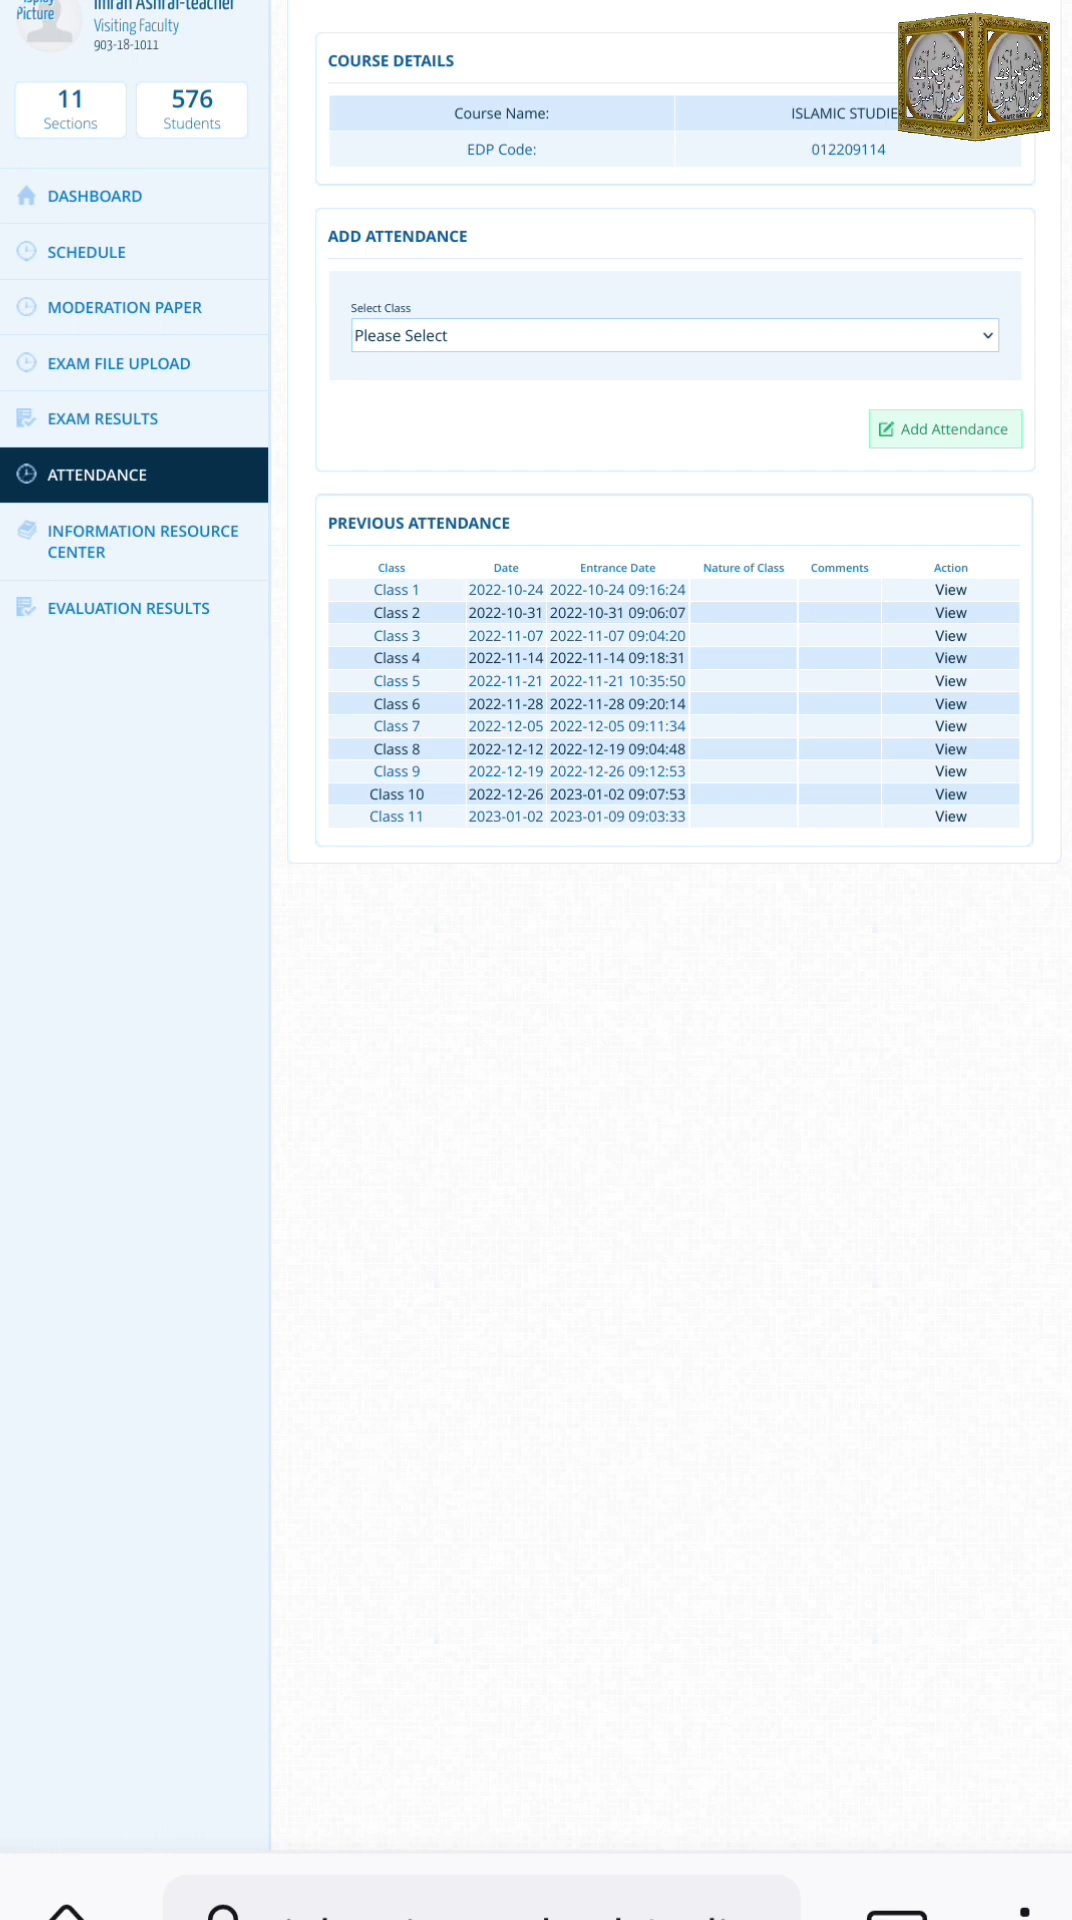 Picture
Visiting Faculty
903-18-1011
11
Sections
576
Students
DASHBOARD
SCHEDULE
MODERATION PAPER
EXAM FILE UPLOAD
EXAM RESULTS
ATTENDANCE
INFORMATION RESOURCE
CENTER
EVALUATION RESULTS
COURSE DETAILS
Course Name: ISLAMIC
EDP Code: 012209114
ADD ATTENDANCE
Select Class
Please Select
Add Attendance
PREVIOUS ATTENDANCE
Class Date Entrance Date Nature of Class Comments Action
Class 1 2022-10-24 2022-10-24 09:16:24 View
Class 2 2022-10-31 2022-10-31 09:06:07 View
Class 3 2022-11-07 2022-11-07 09:04:20 View
Class 4 2022-11-14 2022-11-14 09:18:31 View
Class 5 2022-11-21 2022-11-21 10:35:50 View
Class 6 2022-11-28 2022-11-28 09:20:14 View
Class 7 2022-12-05 2022-12-05 09:11:34 View
Class 8 2022-12-12 2022-12-19 09:04:48 View
Class 9 2022-12-19 2022-12-26 09:12:53 View
Class 10 2022-12-26 2023-01-02 09:07:53 View
Class 11 2023-01-02 2023-01-09 09:03:33 View